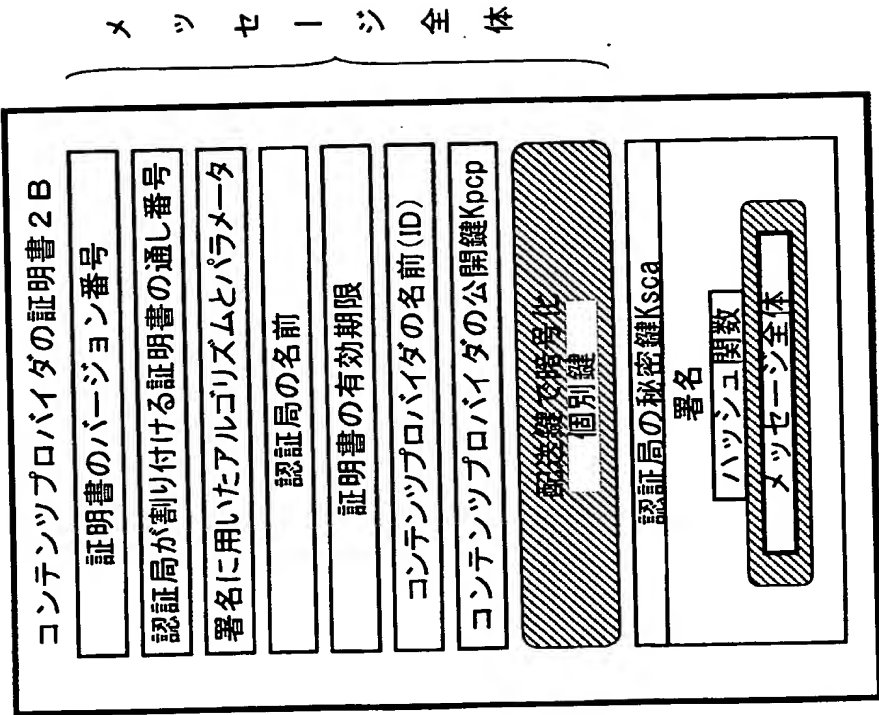 コンテンツプロバイダの証明書2B
証明書のバージョン番号
認証局が割り付ける証明書の通し番号
署名に用いたアルゴリズムとパラメータ
認証局の名前
証明書の有効期限
コンテンツプロバイダの名前(ID)
コンテンツプロバイダの公開鍵Kpcp
配送鍵で暗号化
個別鍵
メッセージ全体
認証局の秘密鍵Ksca
署名
ハッシュ関数
メッセージ全体